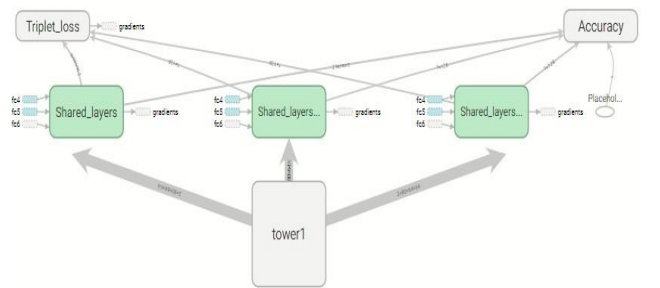 Triplet_loss
gradients
Accuracy
fc4
fc5
fc6
Shared_layers
gradients
fc4
fc5
fc6
Shared_layers...
gradients
fc4
fc5
fc6
Shared_layers...
gradients
Placehol...
tower1